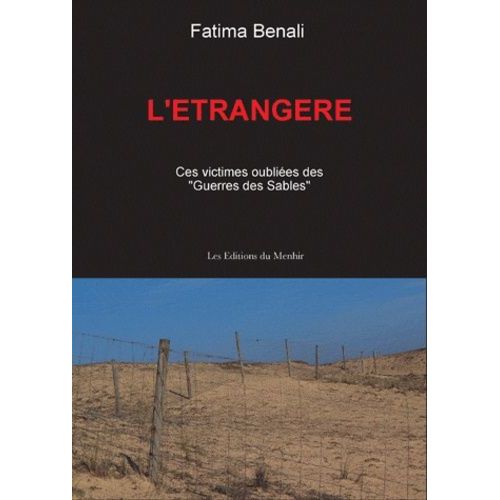 Fatima Benali
L'ETRANGERE
Ces victimes oubliées des
"Guerres des Sables"
Les Editions du Menhir